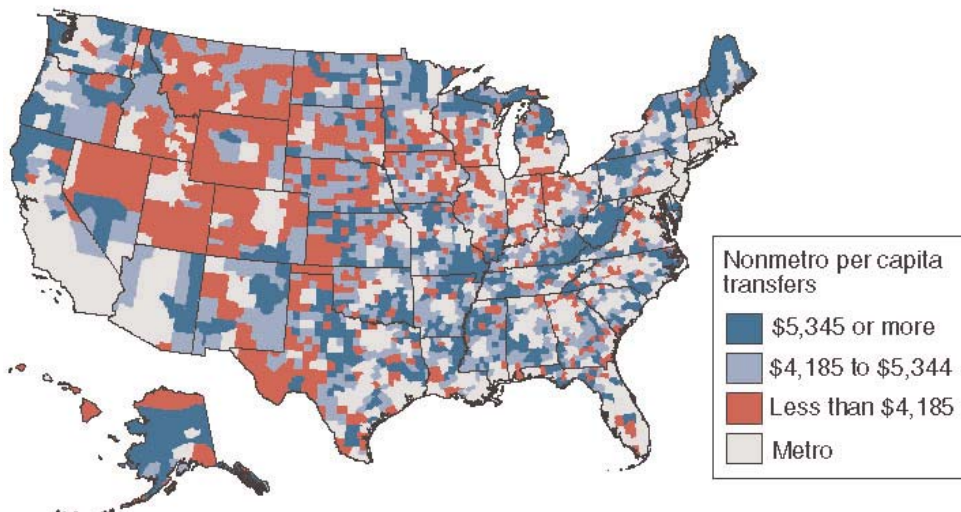 Nonmetro per capita
transfers
$5,345 or more
$4,185 to $5,344
Less than $4,185
Metro